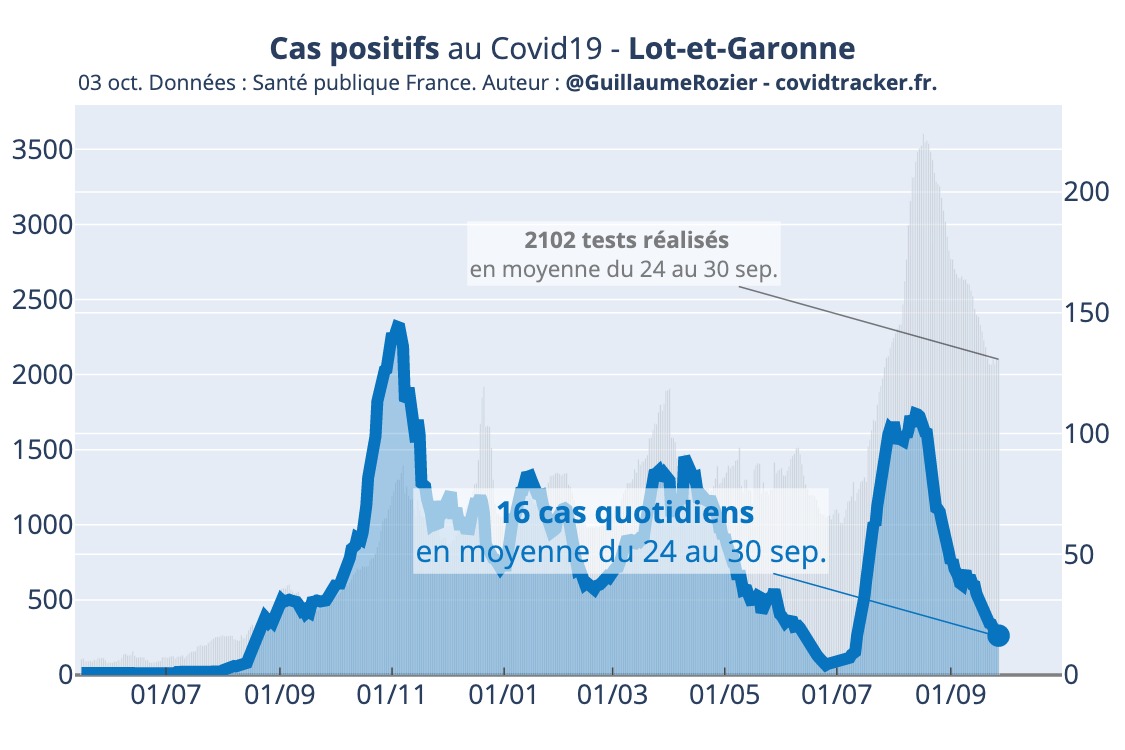 Cas positifs au Covid19 - Lot-et-Garonne
03 oct. Données : Santé publique France. Auteur : @GuillaumeRozier - covidtracker.fr.
3500
3000
2500
2000
1500
1000
500
0
200
150
100
50
0
2102 tests réalisés
en moyenne du 24 au 30 sep.
16 cas quotidiens
en moyenne du 24 au 30 sep.
01/07 01/09 01/11 01/01 01/03 01/05 01/07 01/09